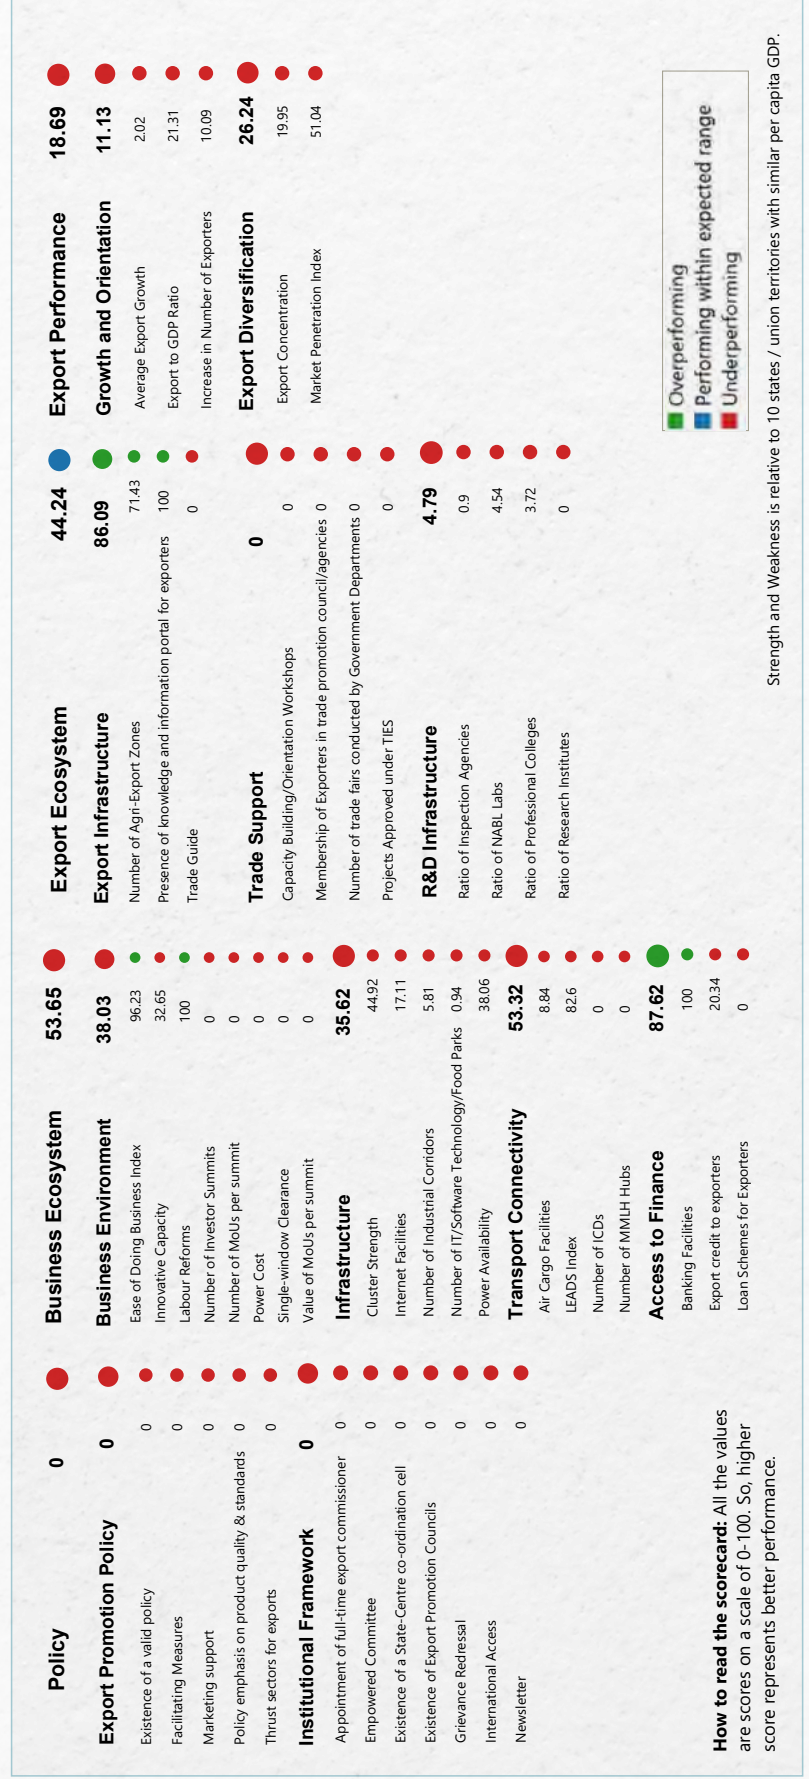 Policy 0
Export Promotion Policy 0
Existence of a valid policy 0
Facilitating Measures 0
Marketing support 0
Policy emphasis on product quality & standards 0
Thrust sectors for exports 0
Institutional Framework 0
Appointment of full-time export commissioner 0
Empowered Committee 0
Existence of a State-Centre co-ordination cell 0
Existence of Export Promotion Councils 0
Grievance Redressal 0
International Access 0
Newsletter 0
Business Ecosystem 53.65
Business Environment 38.03
Ease of Doing Business Index 96.23
Innovative Capacity 32.65
Labour Reforms 100
Number of Investor Summits 0
Number of MoUs per summit 0
Power Cost 0
Single-window Clearance 0
Value of MoUs per summit 0
Infrastructure 35.62
Cluster Strength 44.92
Internet Facilities 17.11
Number of Industrial Corridors 5.81
Number of IT/Software Technology/Food Parks 0.94
Power Availability 38.06
Transport Connectivity 53.32
Air Cargo Facilities 8.84
LEADS Index 82.6
Number of ICDs 0
Number of MMLH Hubs 0
Access to Finance 87.62
Banking Facilities 100
Export credit to exporters 20.34
Loan Schemes for Exporters 0
Export Ecosystem 44.24
Export Infrastructure 86.09
Number of Agri-Export Zones 71.43
Presence of knowledge and information portal for exporters 100
Trade Guide 0
Trade Support 0
Capacity Building/Orientation Workshops 0
Membership of Exporters in trade promotion council/agencies 0
Number of trade fairs conducted by Government Departments 0
Projects Approved under TIES 0
R&D Infrastructure 4.79
Ratio of Inspection Agencies 0.9
Ratio of NABL Labs 4.54
Ratio of Professional Colleges 3.72
Ratio of Research Institutes 0
Export Performance 18.69
Growth and Orientation 11.13
Average Export Growth 2.02
Export to GDP Ratio 21.31
Increase in Number of Exporters 10.09
Export Diversification 26.24
Export Concentration 19.95
Market Penetration Index 51.04
Overperforming
Performing within expected range
Underperforming
How to read the scorecard: All the values
are scores on a scale of 0-100. So, higher
score represents better performance.
Strength and Weakness is relative to 10 states / union territories with similar per capita GDP.